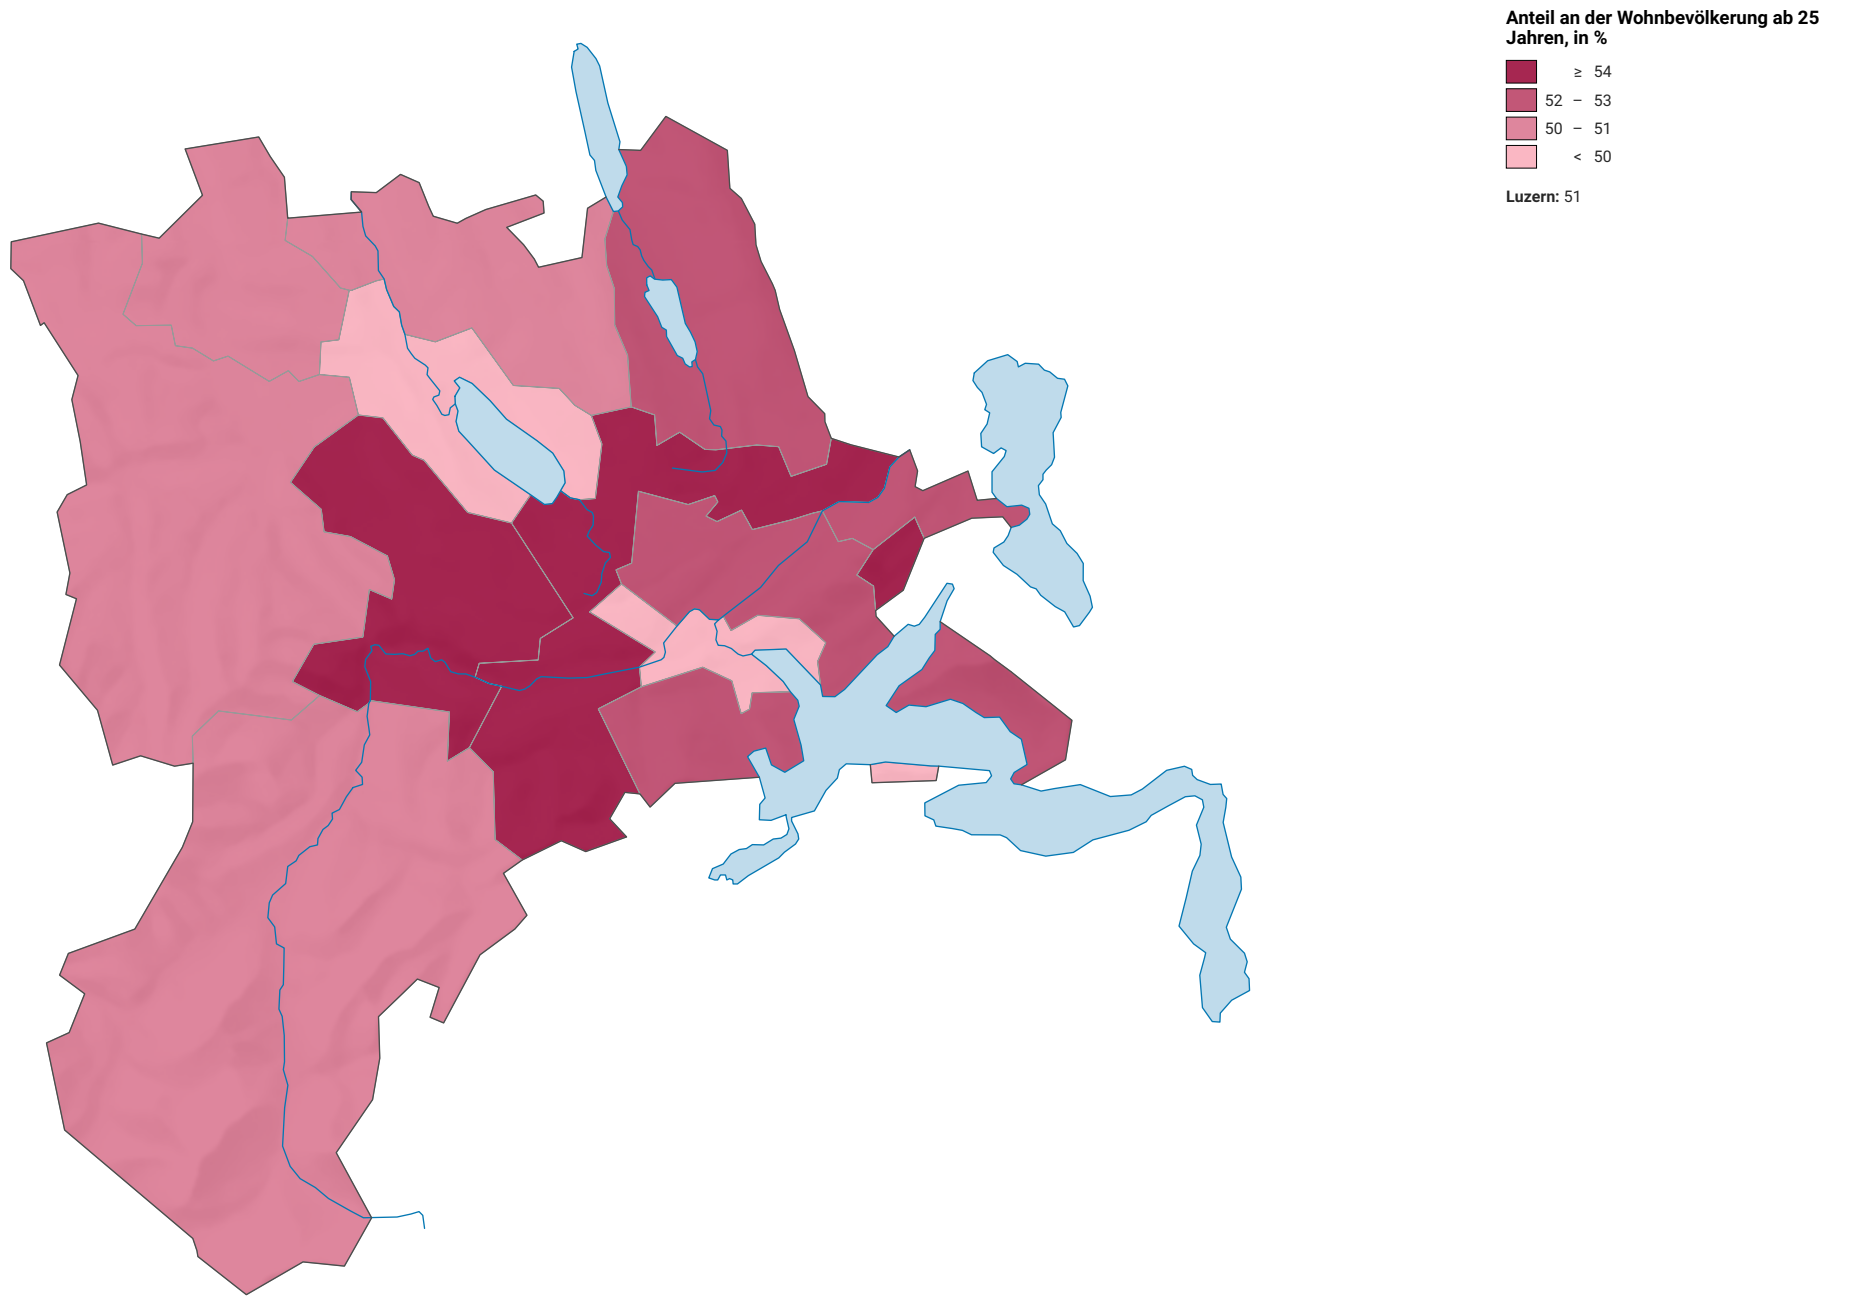 Anteil an der Wohnbevölkerung ab 25
Jahren, in %
≥ 54
52 – 53
50 – 51
< 50
Luzern: 51